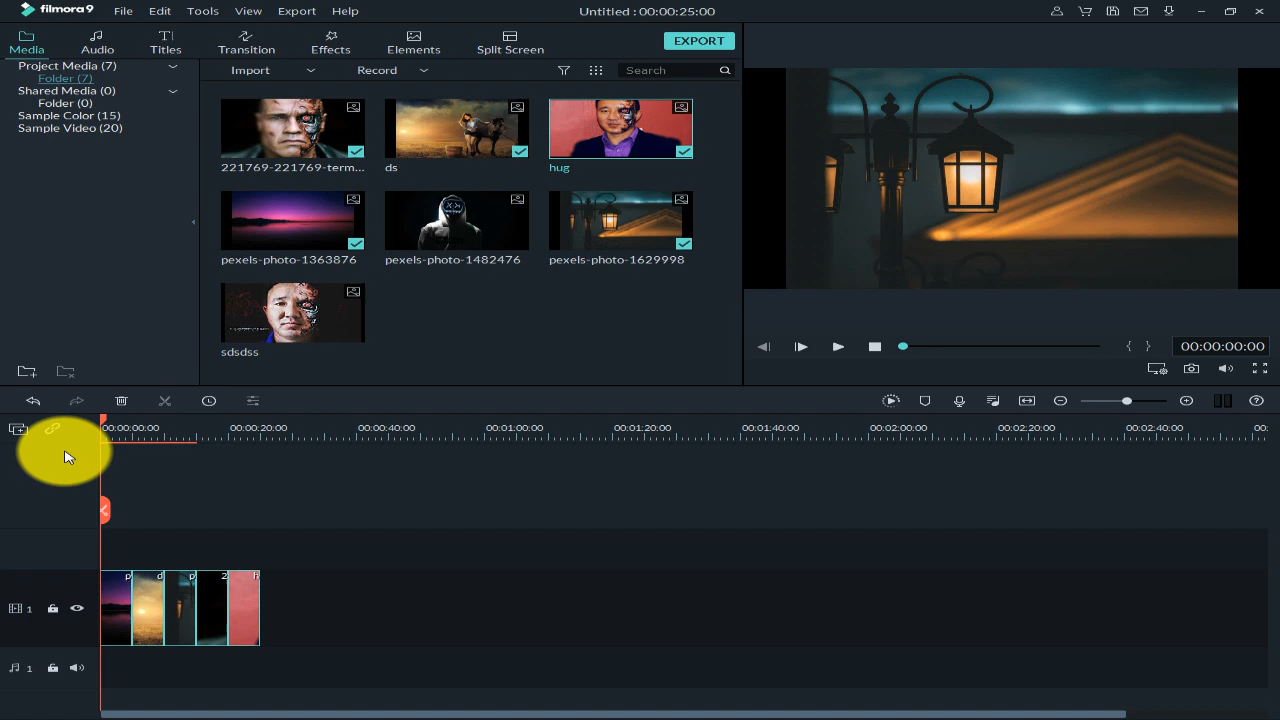 filmora9 File Edit Tools View Export Help Untitled : 00:00:25:00
Media Audio Titles Transition Effects Elements Split Screen EXPORT
Project Media (7)
Folder (7)
Shared Media (0)
Folder (0)
Sample Color (15)
Sample Video (20)
Import Record Search
221769-221769-term... ds hug
pexels-photo-1363876 pexels-photo-1482476 pexels-photo-1629998
sdsdss
00:00:00:00
00:00:00:00 00:00:20:00 00:00:40:00 00:01:00:00 00:01:20:00 00:01:40:00 00:02:00:00 00:02:20:00 00:02:40:00 00:
p d p 2 h
1
1